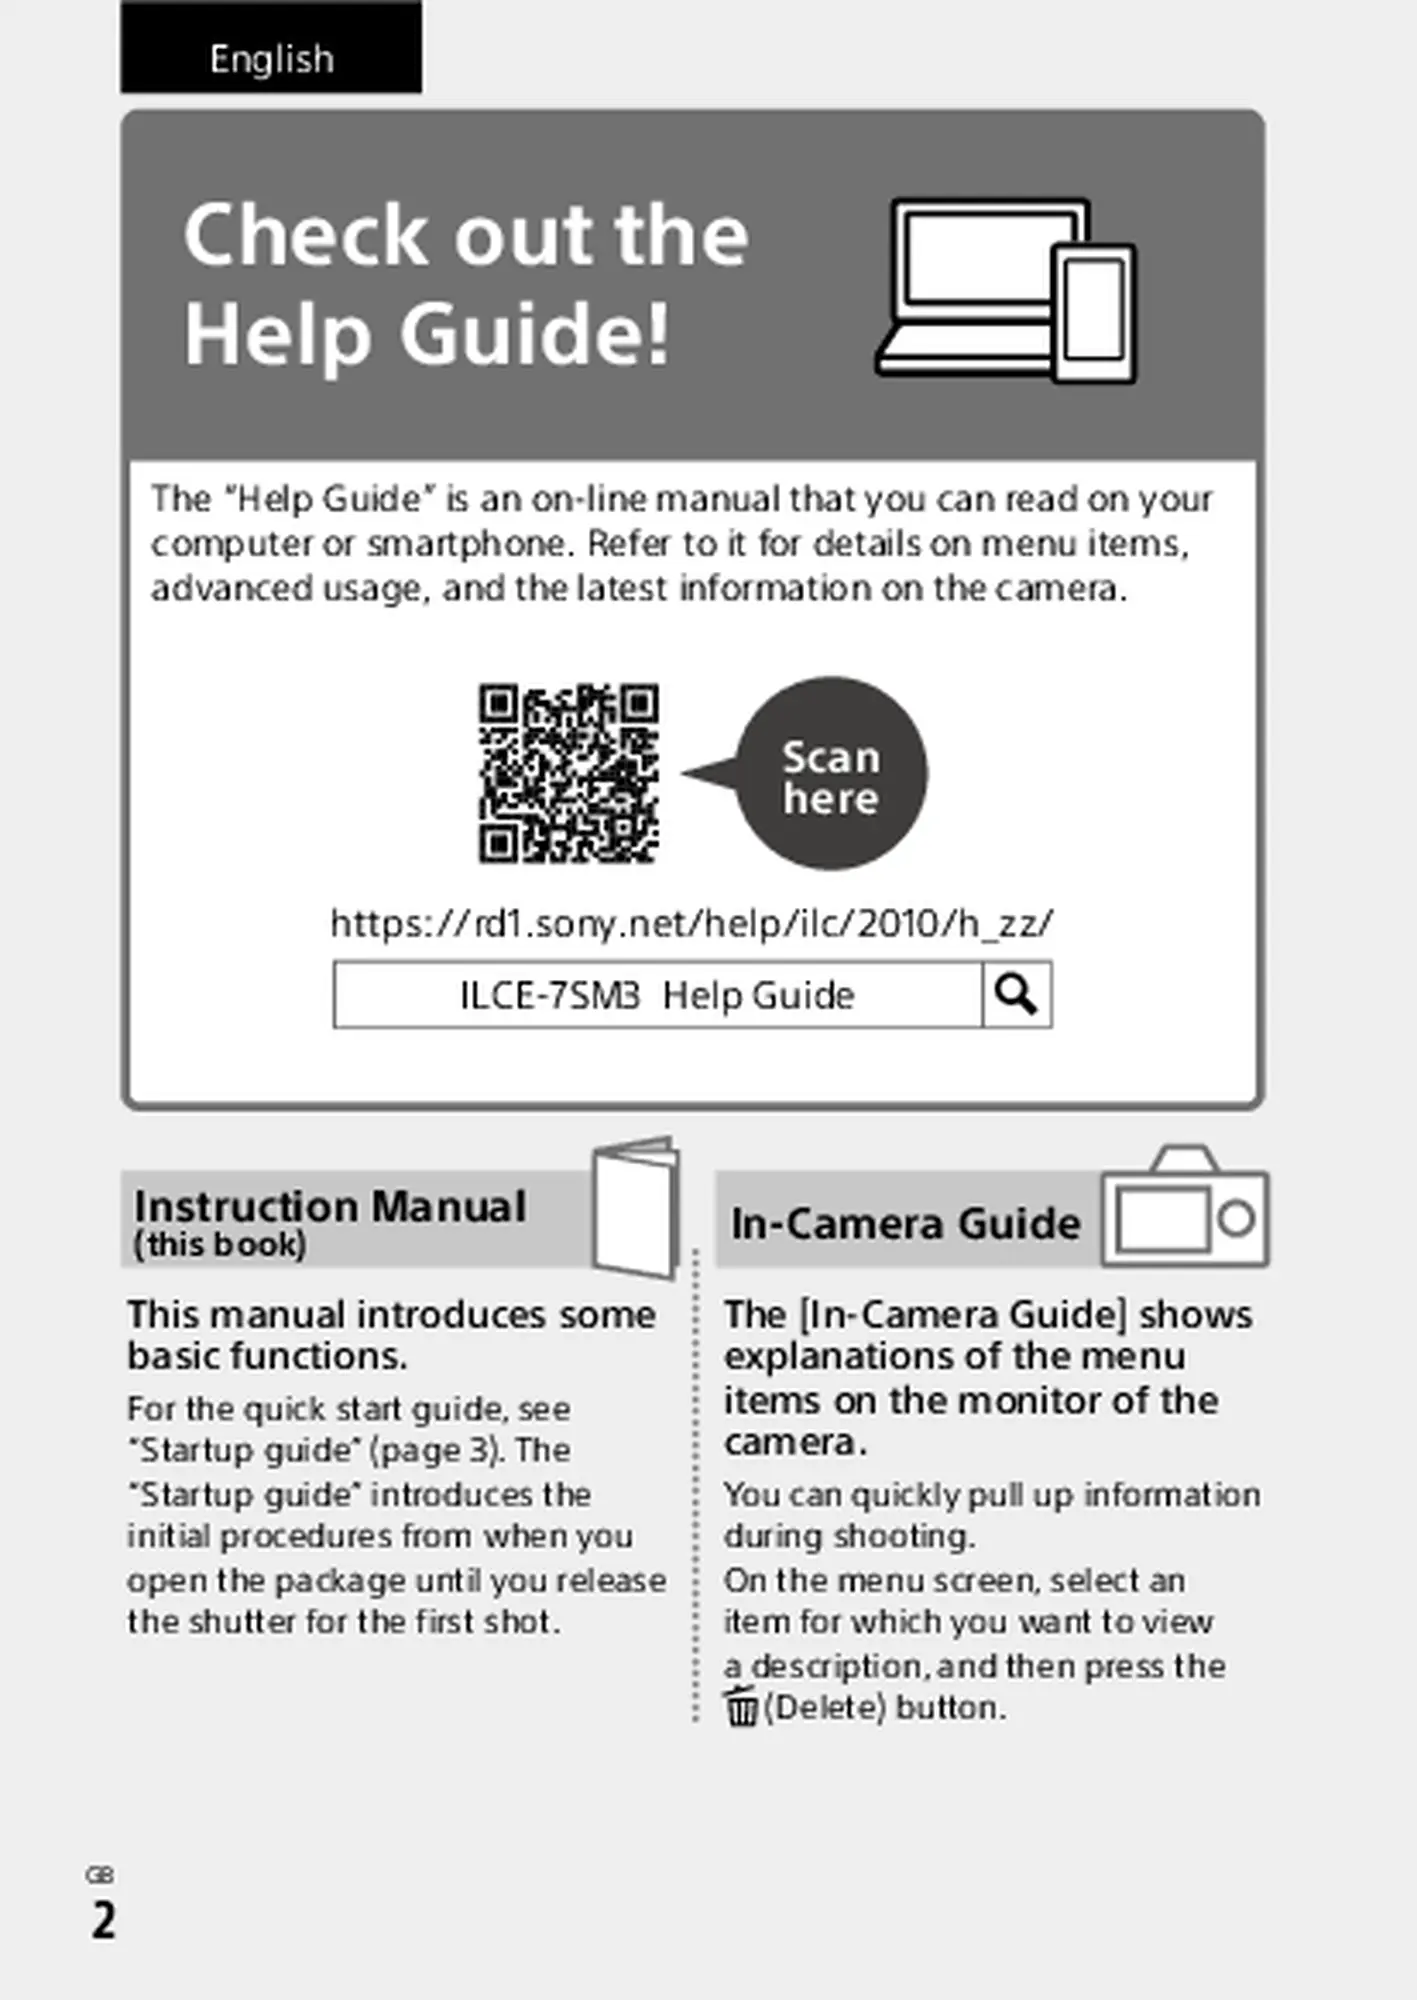 English
Check out the
Help Guide!
The “Help Guide” is an on-line manual that you can read on your
computer or smartphone. Refer to it for details on menu items,
advanced usage, and the latest information on the camera.
Scan
here
https://rd1.sony.net/help/ilc/2010/h_zz/
ILCE-7SM3 Help Guide
Instruction Manual
(this book)
This manual introduces some
basic functions.
For the quick start guide, see
“Startup guide” (page 3). The
“Startup guide” introduces the
initial procedures from when you
open the package until you release
the shutter for the first shot.
In-Camera Guide
The [In-Camera Guide] shows
explanations of the menu
items on the monitor of the
camera.
You can quickly pull up information
during shooting.
On the menu screen, select an
item for which you want to view
a description, and then press the
(Delete) button.
GB
2